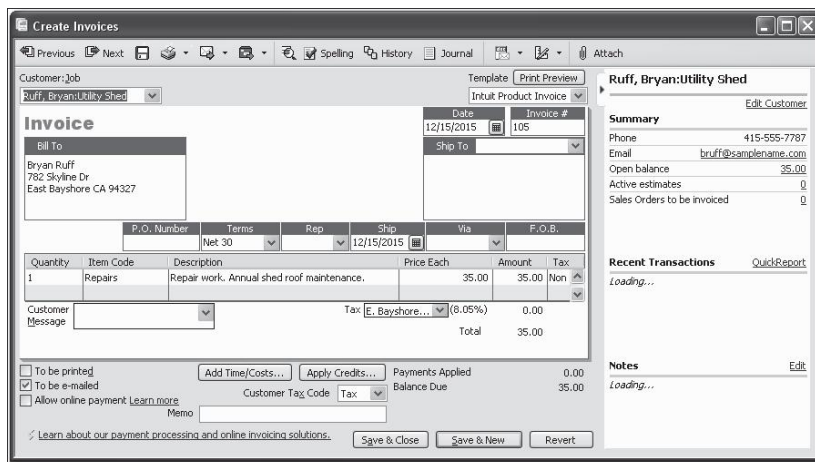 Create Invoices
Previous Next Spelling History Journal Attach
Customer:Job
Template Print Preview
Ruff, Bryan:Utility Shed
Intuit Product Invoice
Invoice
Date Invoice #
12/15/2015 105
Bill To
Ship To
Bryan Ruff
782 Skyline Dr
East Bayshore CA 94327
P.O. Number Terms Rep Ship Via F.O.B.
Net 30 12/15/2015
Quantity Item Code Description Price Each Amount Tax
1 Repairs Repair work. Annual shed roof maintenance. 35.00 35.00 Non
Customer Message
Tax E. Bayshore... (8.05%) 0.00
Total 35.00
To be printed
To be e-mailed
Allow online payment Learn more
Add Time/Costs... Apply Credits... Payments Applied 0.00
Customer Tax Code Tax Balance Due 35.00
Memo
Learn about our payment processing and online invoicing solutions.
Save & Close Save & New Revert
Ruff, Bryan:Utility Shed
Edit Customer
Summary
Phone 415-555-7787
Email bruff@samplename.com
Open balance 35.00
Active estimates 0
Sales Orders to be invoiced 0
Recent Transactions QuickReport
Loading...
Notes Edit
Loading...